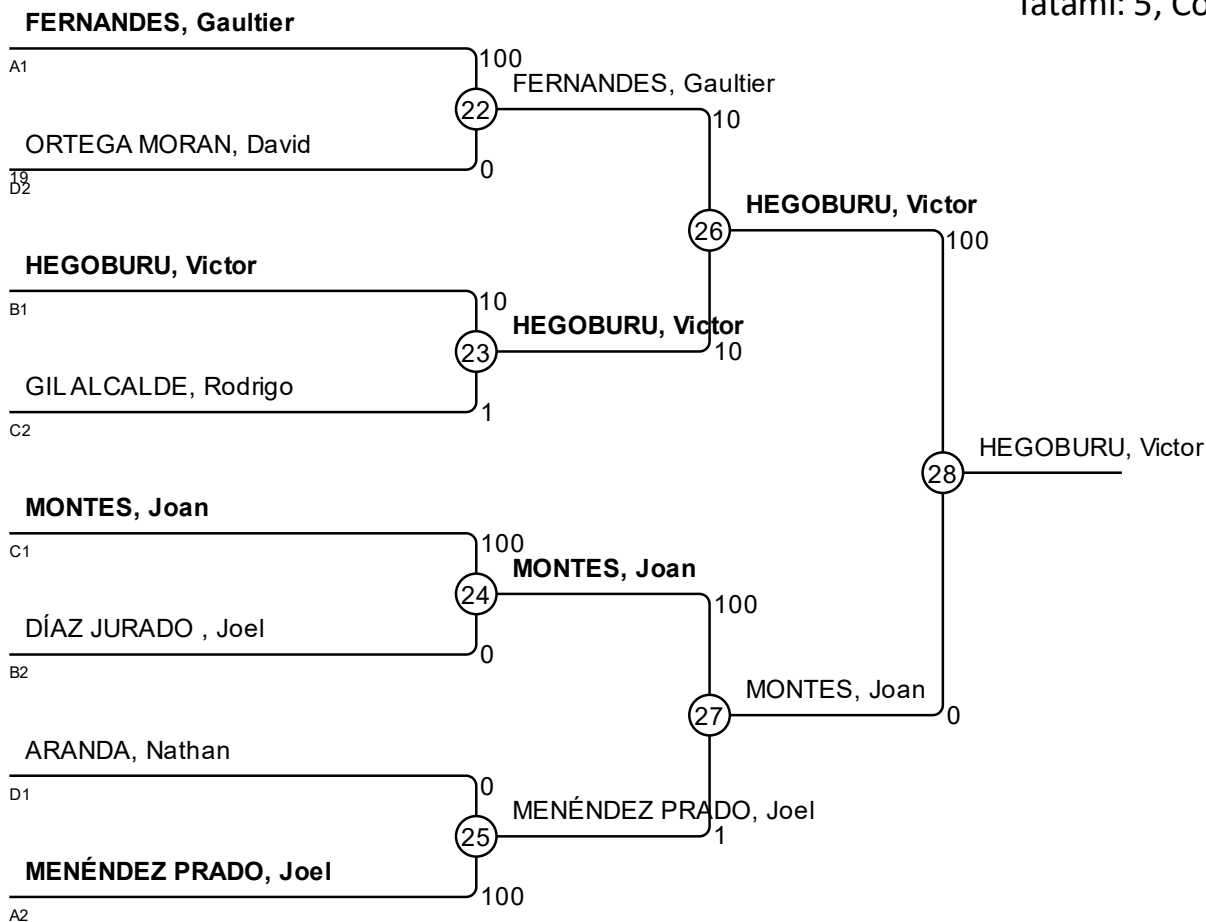 Tatami: 5, Co
FERNANDES, Gaultier
A1
100
FERNANDES, Gaultier
22
10
ORTEGA MORAN, David
0
19
D2
HEGOBURU, Victor
26
100
HEGOBURU, Victor
B1
10
HEGOBURU, Victor
23
10
GIL ALCALDE, Rodrigo
1
C2
HEGOBURU, Victor
28
MONTES, Joan
C1
100
MONTES, Joan
24
100
DÍAZ JURADO , Joel
0
B2
MONTES, Joan
27
0
ARANDA, Nathan
D1
0
MENÉNDEZ PRADO, Joel
25
1
MENÉNDEZ PRADO, Joel
100
A2